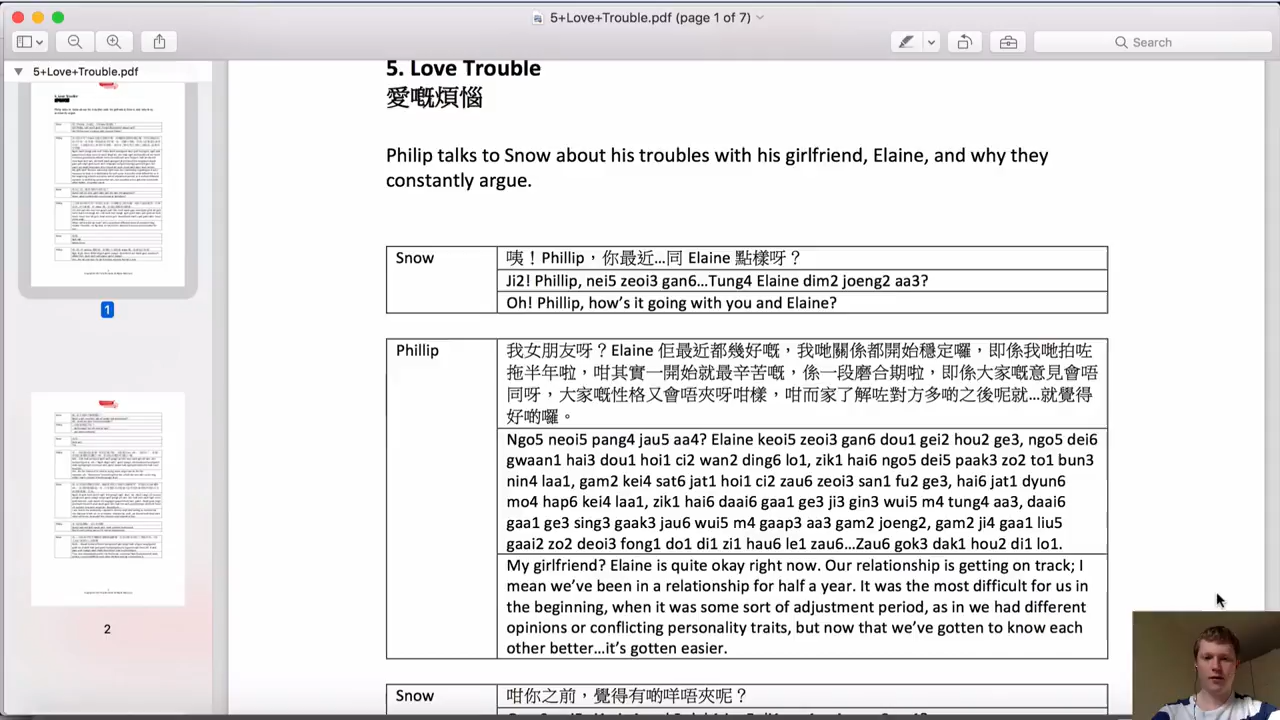 5+Love+Trouble.pdf (page 1 of 7)
Search
5+Love+Trouble.pdf
1
2
5. Love Trouble
愛嘅煩惱
Philip talks to Snow about his troubles with his girlfriend, Elaine, and why they
constantly argue.
Snow
咦！Phillip，你最近…同 Elaine 點樣呀？
Ji2! Phillip, nei5 zeoi3 gan6...Tung4 Elaine dim2 joeng2 aa3?
Oh! Phillip, how's it going with you and Elaine?
Phillip
我女朋友呀？Elaine 佢最近都幾好嘅，我哋關係都開始穩定囉，即係我哋拍咗
拖半年啦，咁其實一開始就最辛苦嘅，係一段磨合期啦，即係大家嘅意見會唔
同呀，大家嘅性格又會唔夾呀咁樣，咁而家了解咗對方多啲之後呢就…就覺得
好啲囉。
Ngo5 neoi5 pang4 jau5 aa4? Elaine keoi5 zeoi3 gan6 dou1 gei2 hou2 ge3, ngo5 dei6
gwaan1 hai6 dou1 hoi1 ci2 wan2 ding6 lo1, zik1 hai6 ngo5 dei6 paak3 zo2 to1 bun3
nin4 laa1, gam2 kei4 sat6 jat1 hoi1 ci2 zau6 zeoi3 san1 fu2 ge3, hai6 jat1 dyun6
mo4 hap6 kei4 laa1, zik1 hai6 daai6 gaa1 ge3 ji3 gin3 wui5 m4 tung4 aa3, daai6
gaa1 ge3 sing3 gaak3 jau6 wui5 m4 gaap3 aa3 gam2 joeng2, gam2 ji4 gaa1 liu5
gaai2 zo2 deoi3 fong1 do1 di1 zi1 hau6 ne1 zau6...Zau6 gok3 dak1 hou2 di1 lo1.
My girlfriend? Elaine is quite okay right now. Our relationship is getting on track; I
mean we've been in a relationship for half a year. It was the most difficult for us in
the beginning, when it was some sort of adjustment period, as in we had different
opinions or conflicting personality traits, but now that we've gotten to know each
other better...it's gotten easier.
Snow
咁你之前，覺得有啲咩唔夾呢？